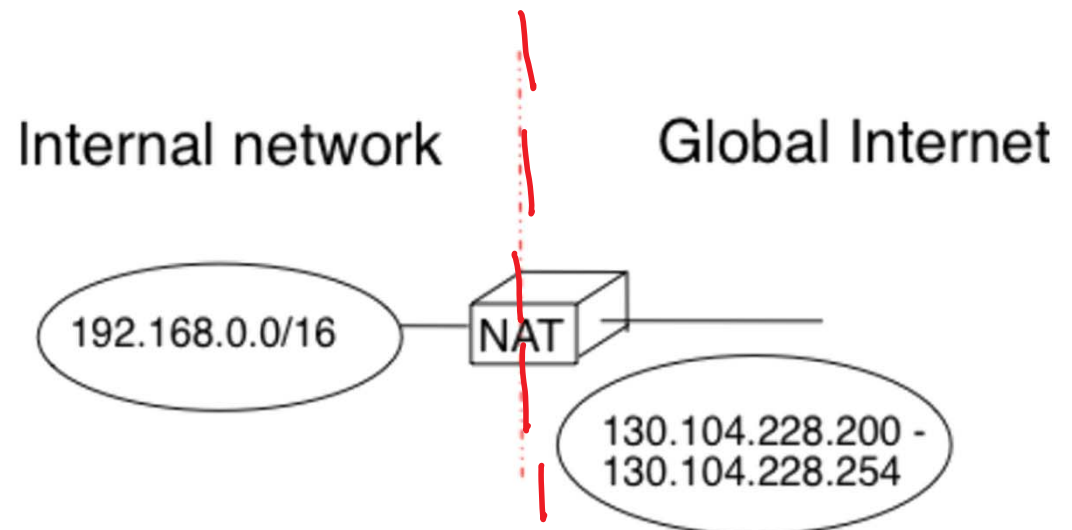 Internal network
Global Internet
192.168.0.0/16
NAT
130.104.228.200 -
130.104.228.254